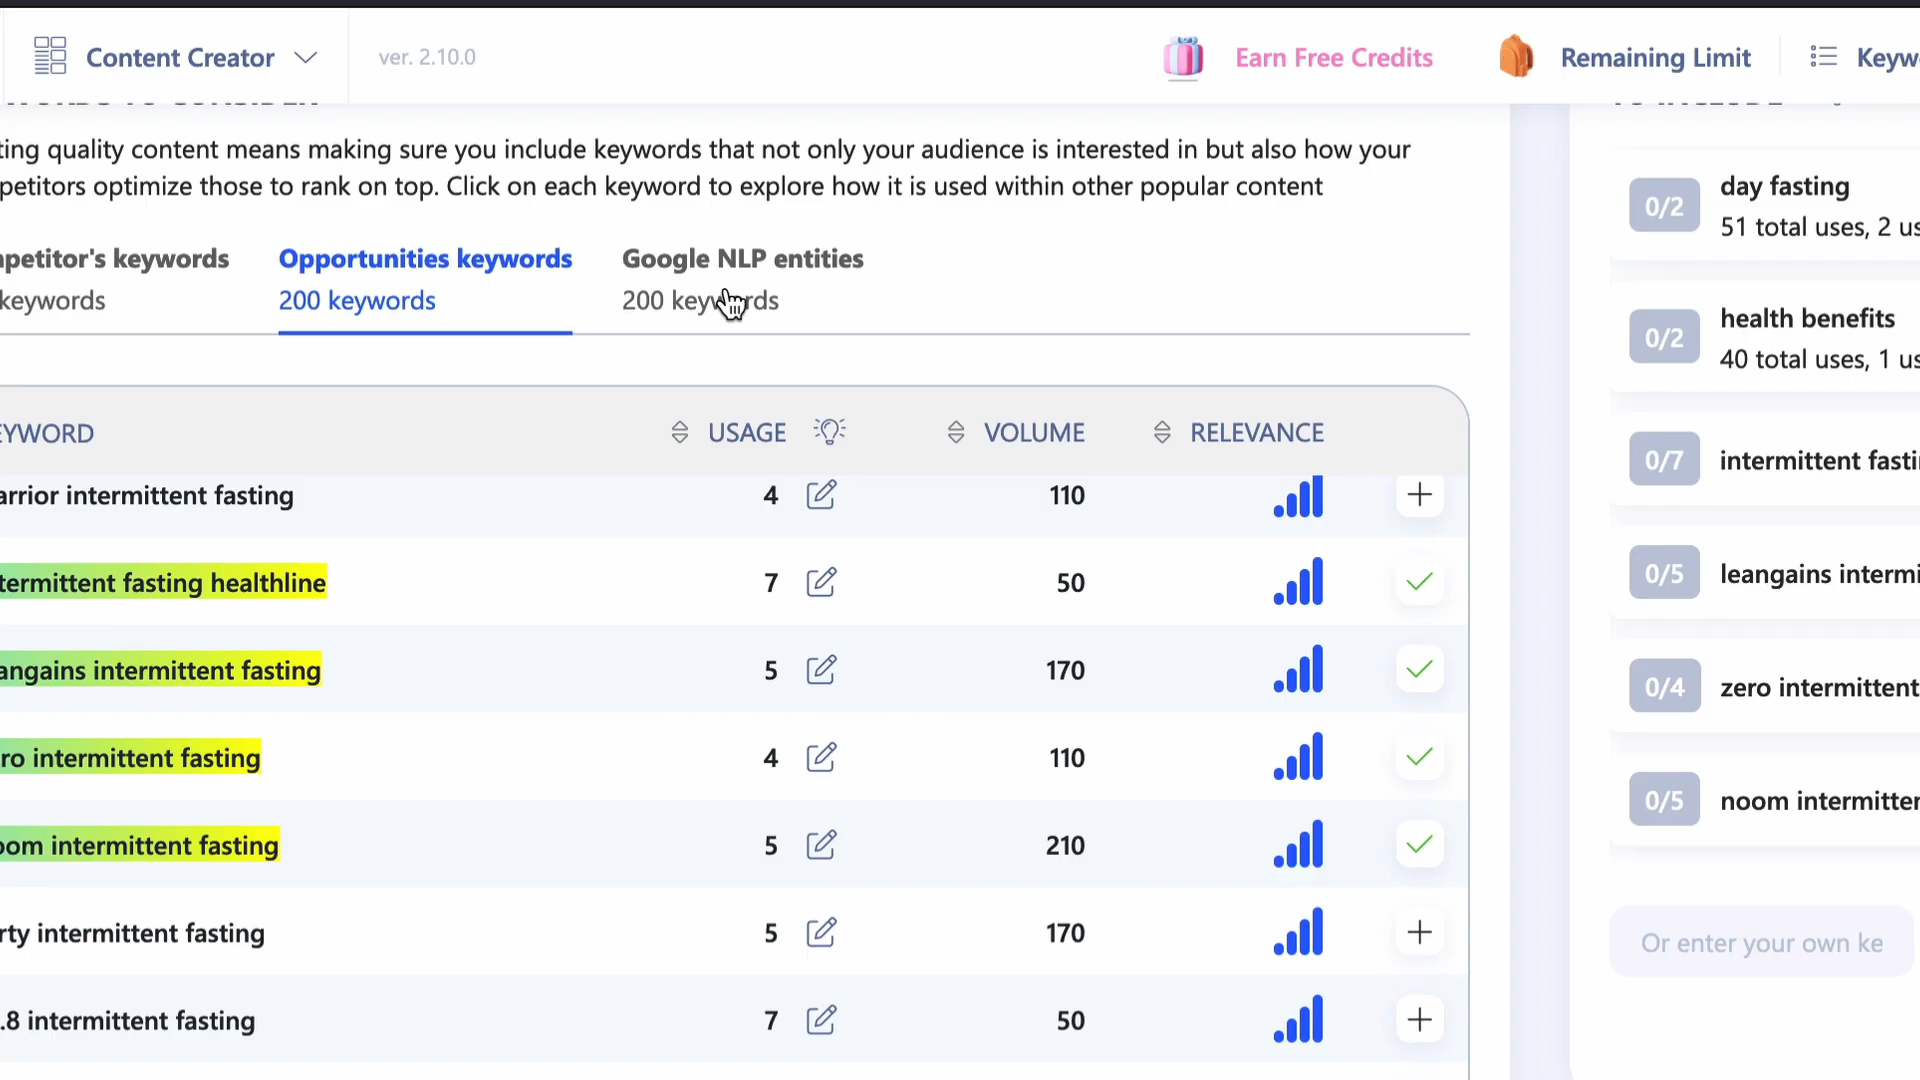 Content Creator
ver. 2.10.0
Earn Free Credits
Remaining Limit
Keyw
ting quality content means making sure you include keywords that not only your audience is interested in but also how your
petitors optimize those to rank on top. Click on each keyword to explore how it is used within other popular content
petitor's keywords
keywords
Opportunities keywords
200 keywords
Google NLP entities
200 keywords
EYWORD
USAGE
VOLUME
RELEVANCE
arrior intermittent fasting
4
110
termittent fasting healthline
7
50
angains intermittent fasting
5
170
ro intermittent fasting
4
110
oom intermittent fasting
5
210
rty intermittent fasting
5
170
.8 intermittent fasting
7
50
0/2
day fasting
51 total uses, 2 us
0/2
health benefits
40 total uses, 1 us
0/7
intermittent fasti
0/5
leangains intermi
0/4
zero intermittent
0/5
noom intermitter
Or enter your own ke